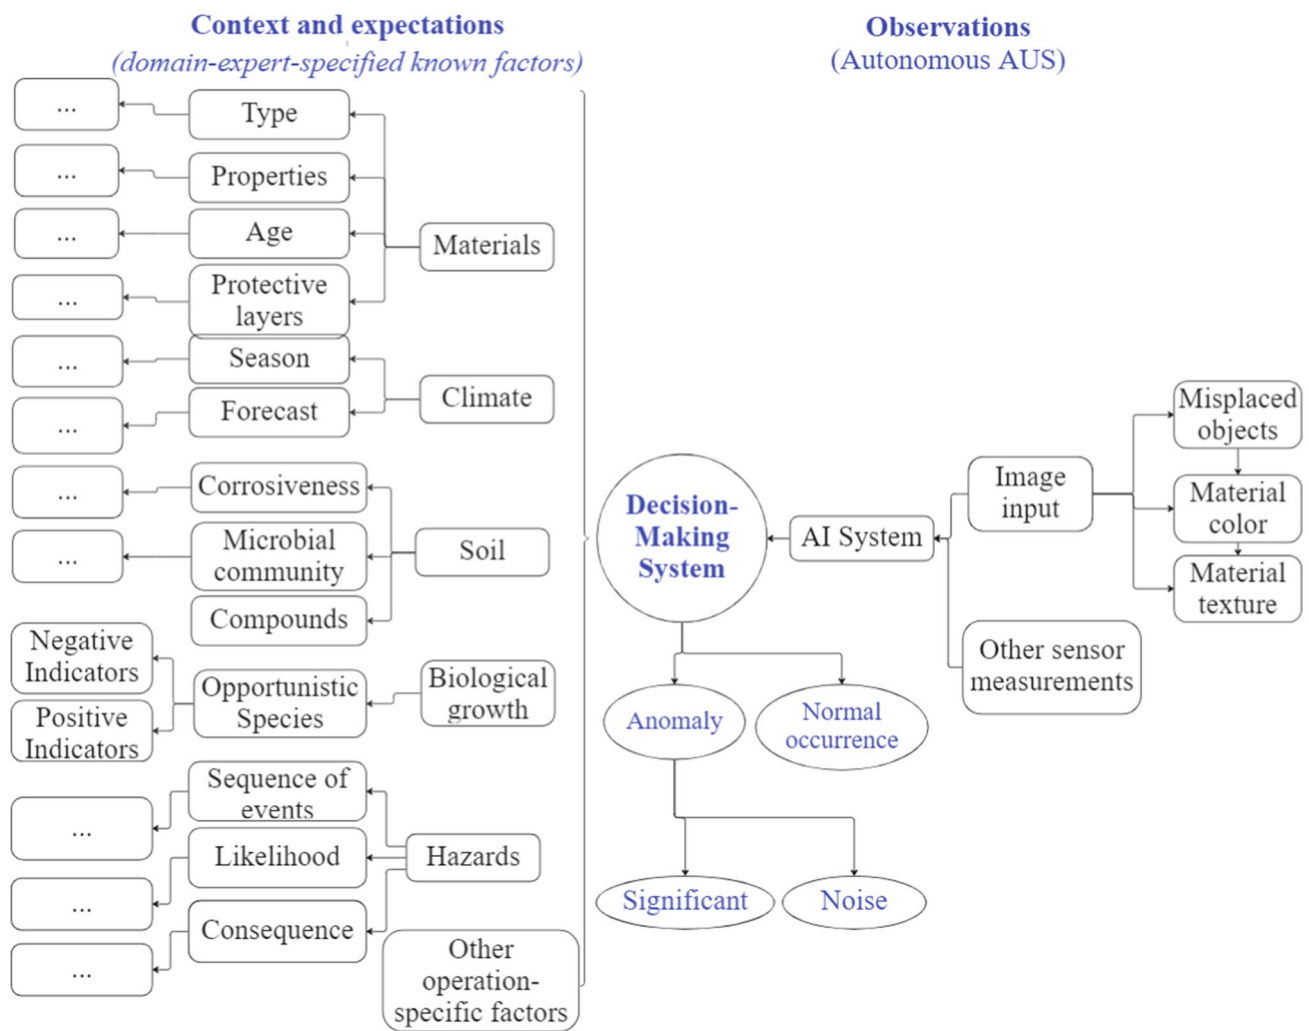 Context and expectations
(domain-expert-specified known factors)
Observations
(Autonomous AUS)
...
Type
...
Properties
...
Age
Materials
...
Protective
layers
...
Season
...
Forecast
Climate
...
Corrosiveness
...
Microbial
community
Compounds
Soil
Negative
Indicators
Positive
Indicators
Opportunistic
Species
Biological
growth
...
Sequence of
events
...
Likelihood
Hazards
...
Consequence
Other
operation-
specific factors
Decision-
Making
System
AI System
Image
input
Misplaced
objects
Material
color
Material
texture
Other sensor
measurements
Anomaly
Normal
occurrence
Significant
Noise